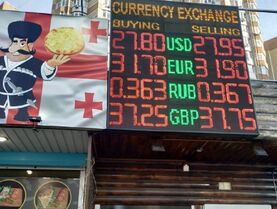 CURRENCY EXCHANGE
BUYING SELLING
27.80 USD 27.95
31.70 EUR 31.90
0.363 RUB 0.367
37.25 GBP 37.75